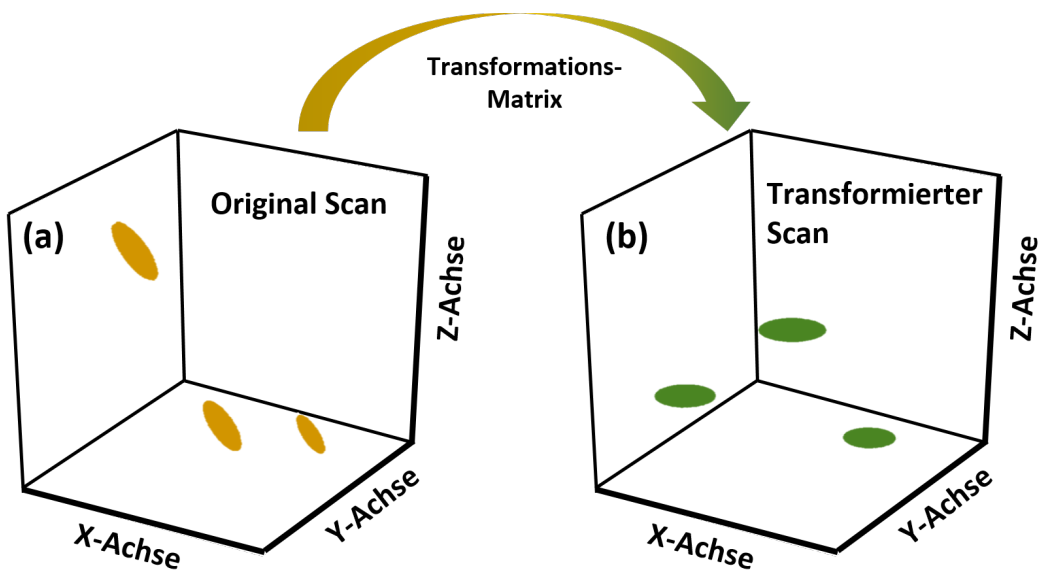 Transformations-
Matrix
Original Scan
(a)
Z-Achse
X-Achse
Y-Achse
Transformierter
Scan
(b)
Z-Achse
X-Achse
Y-Achse